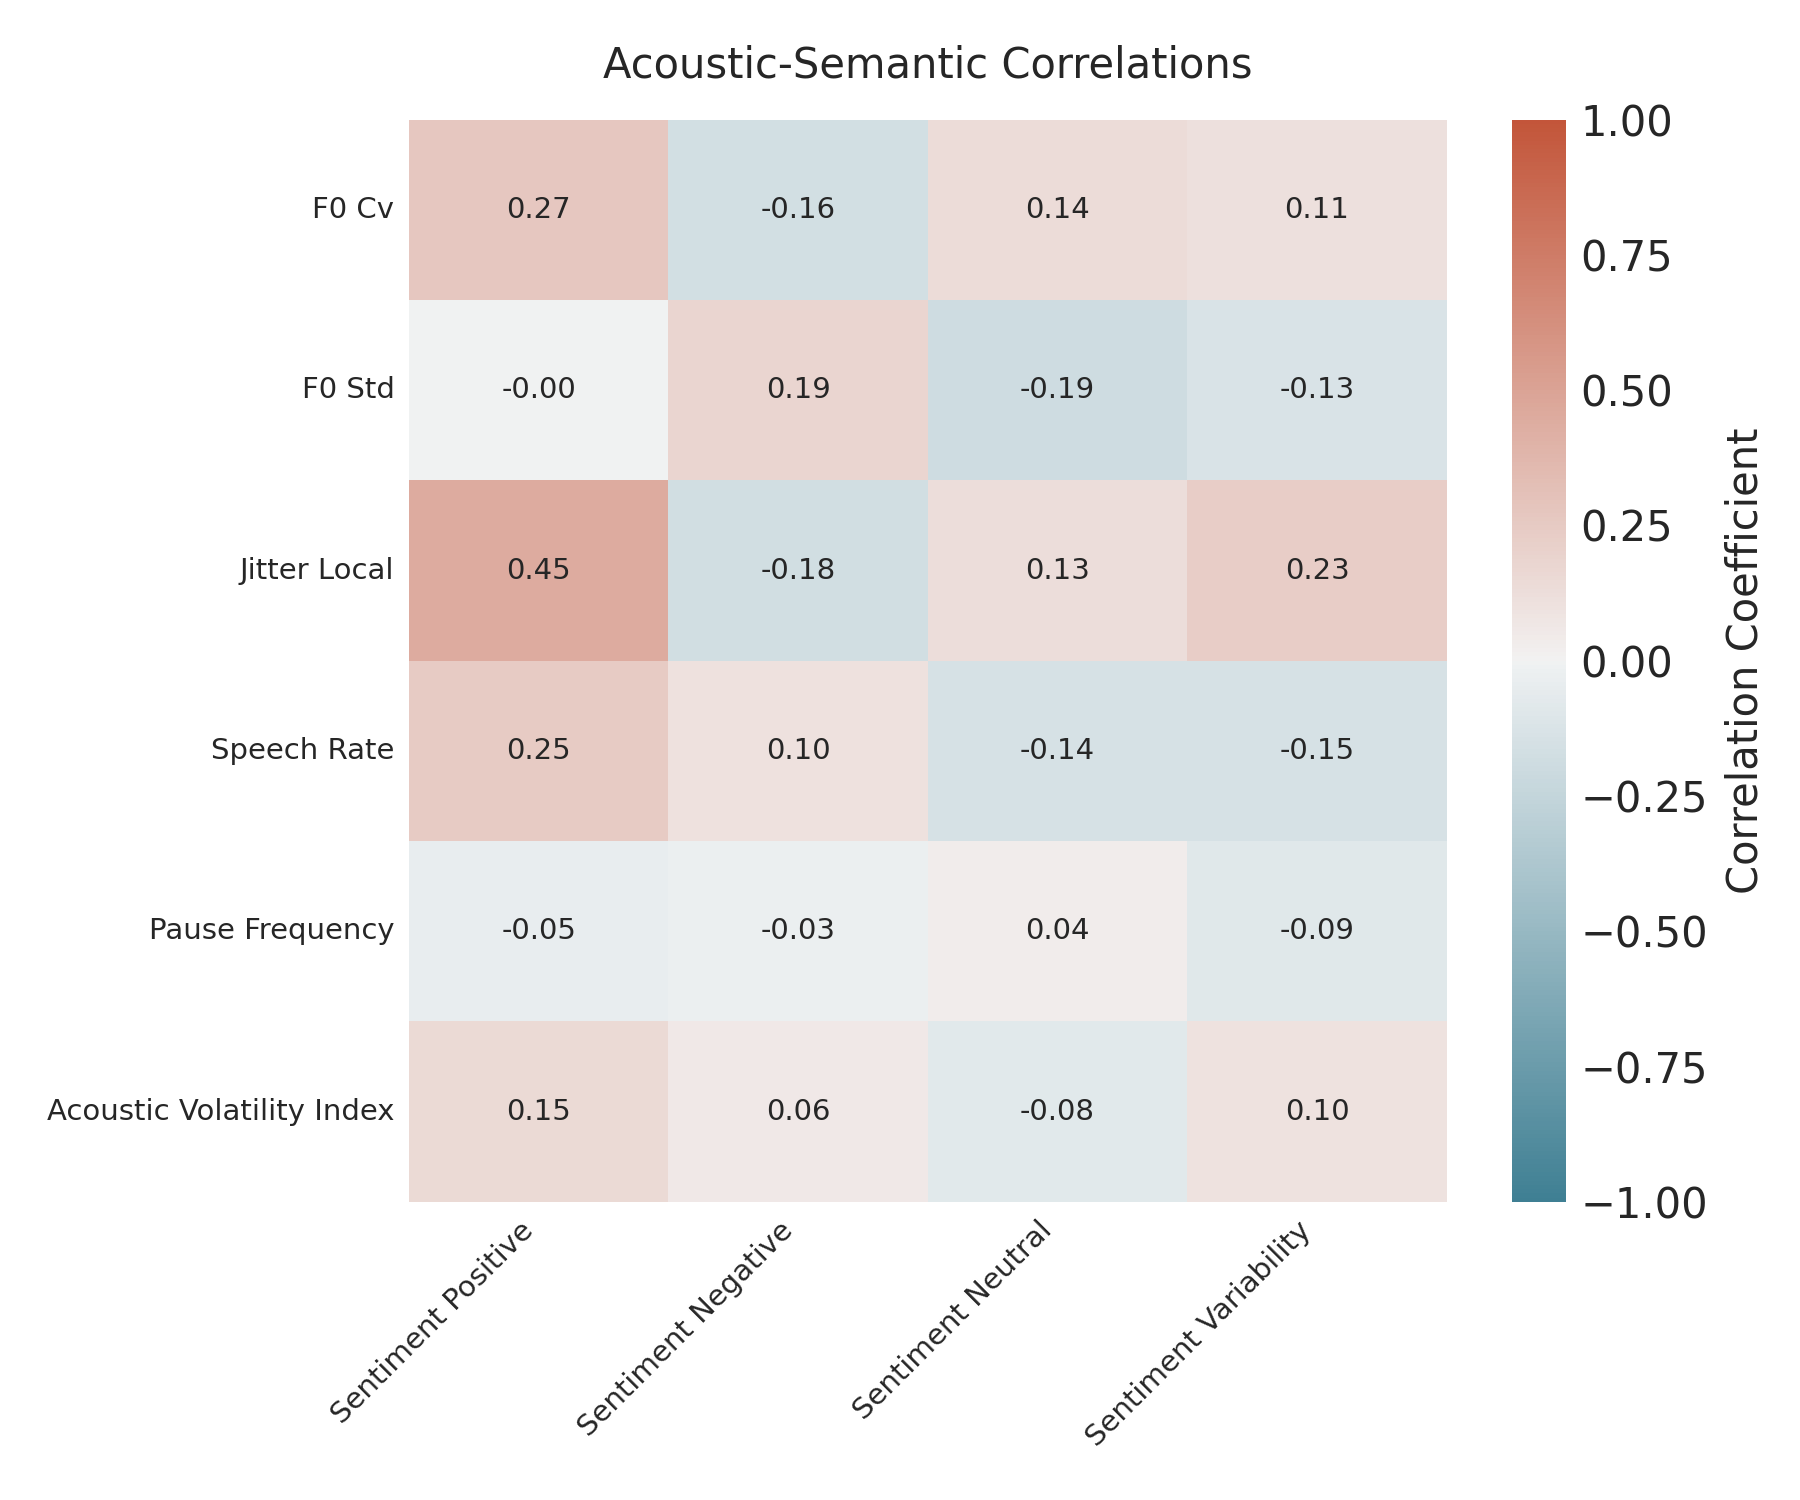 Acoustic-Semantic Correlations
F0 Cv 0.27 -0.16 0.14 0.11
F0 Std -0.00 0.19 -0.19 -0.13
Jitter Local 0.45 -0.18 0.13 0.23
Speech Rate 0.25 0.10 -0.14 -0.15
Pause Frequency -0.05 -0.03 0.04 -0.09
Acoustic Volatility Index 0.15 0.06 -0.08 0.10
Sentiment Positive
Sentiment Negative
Sentiment Neutral
Sentiment Variability
1.00
0.75
0.50
0.25
0.00
−0.25
−0.50
−0.75
−1.00
Correlation Coefficient